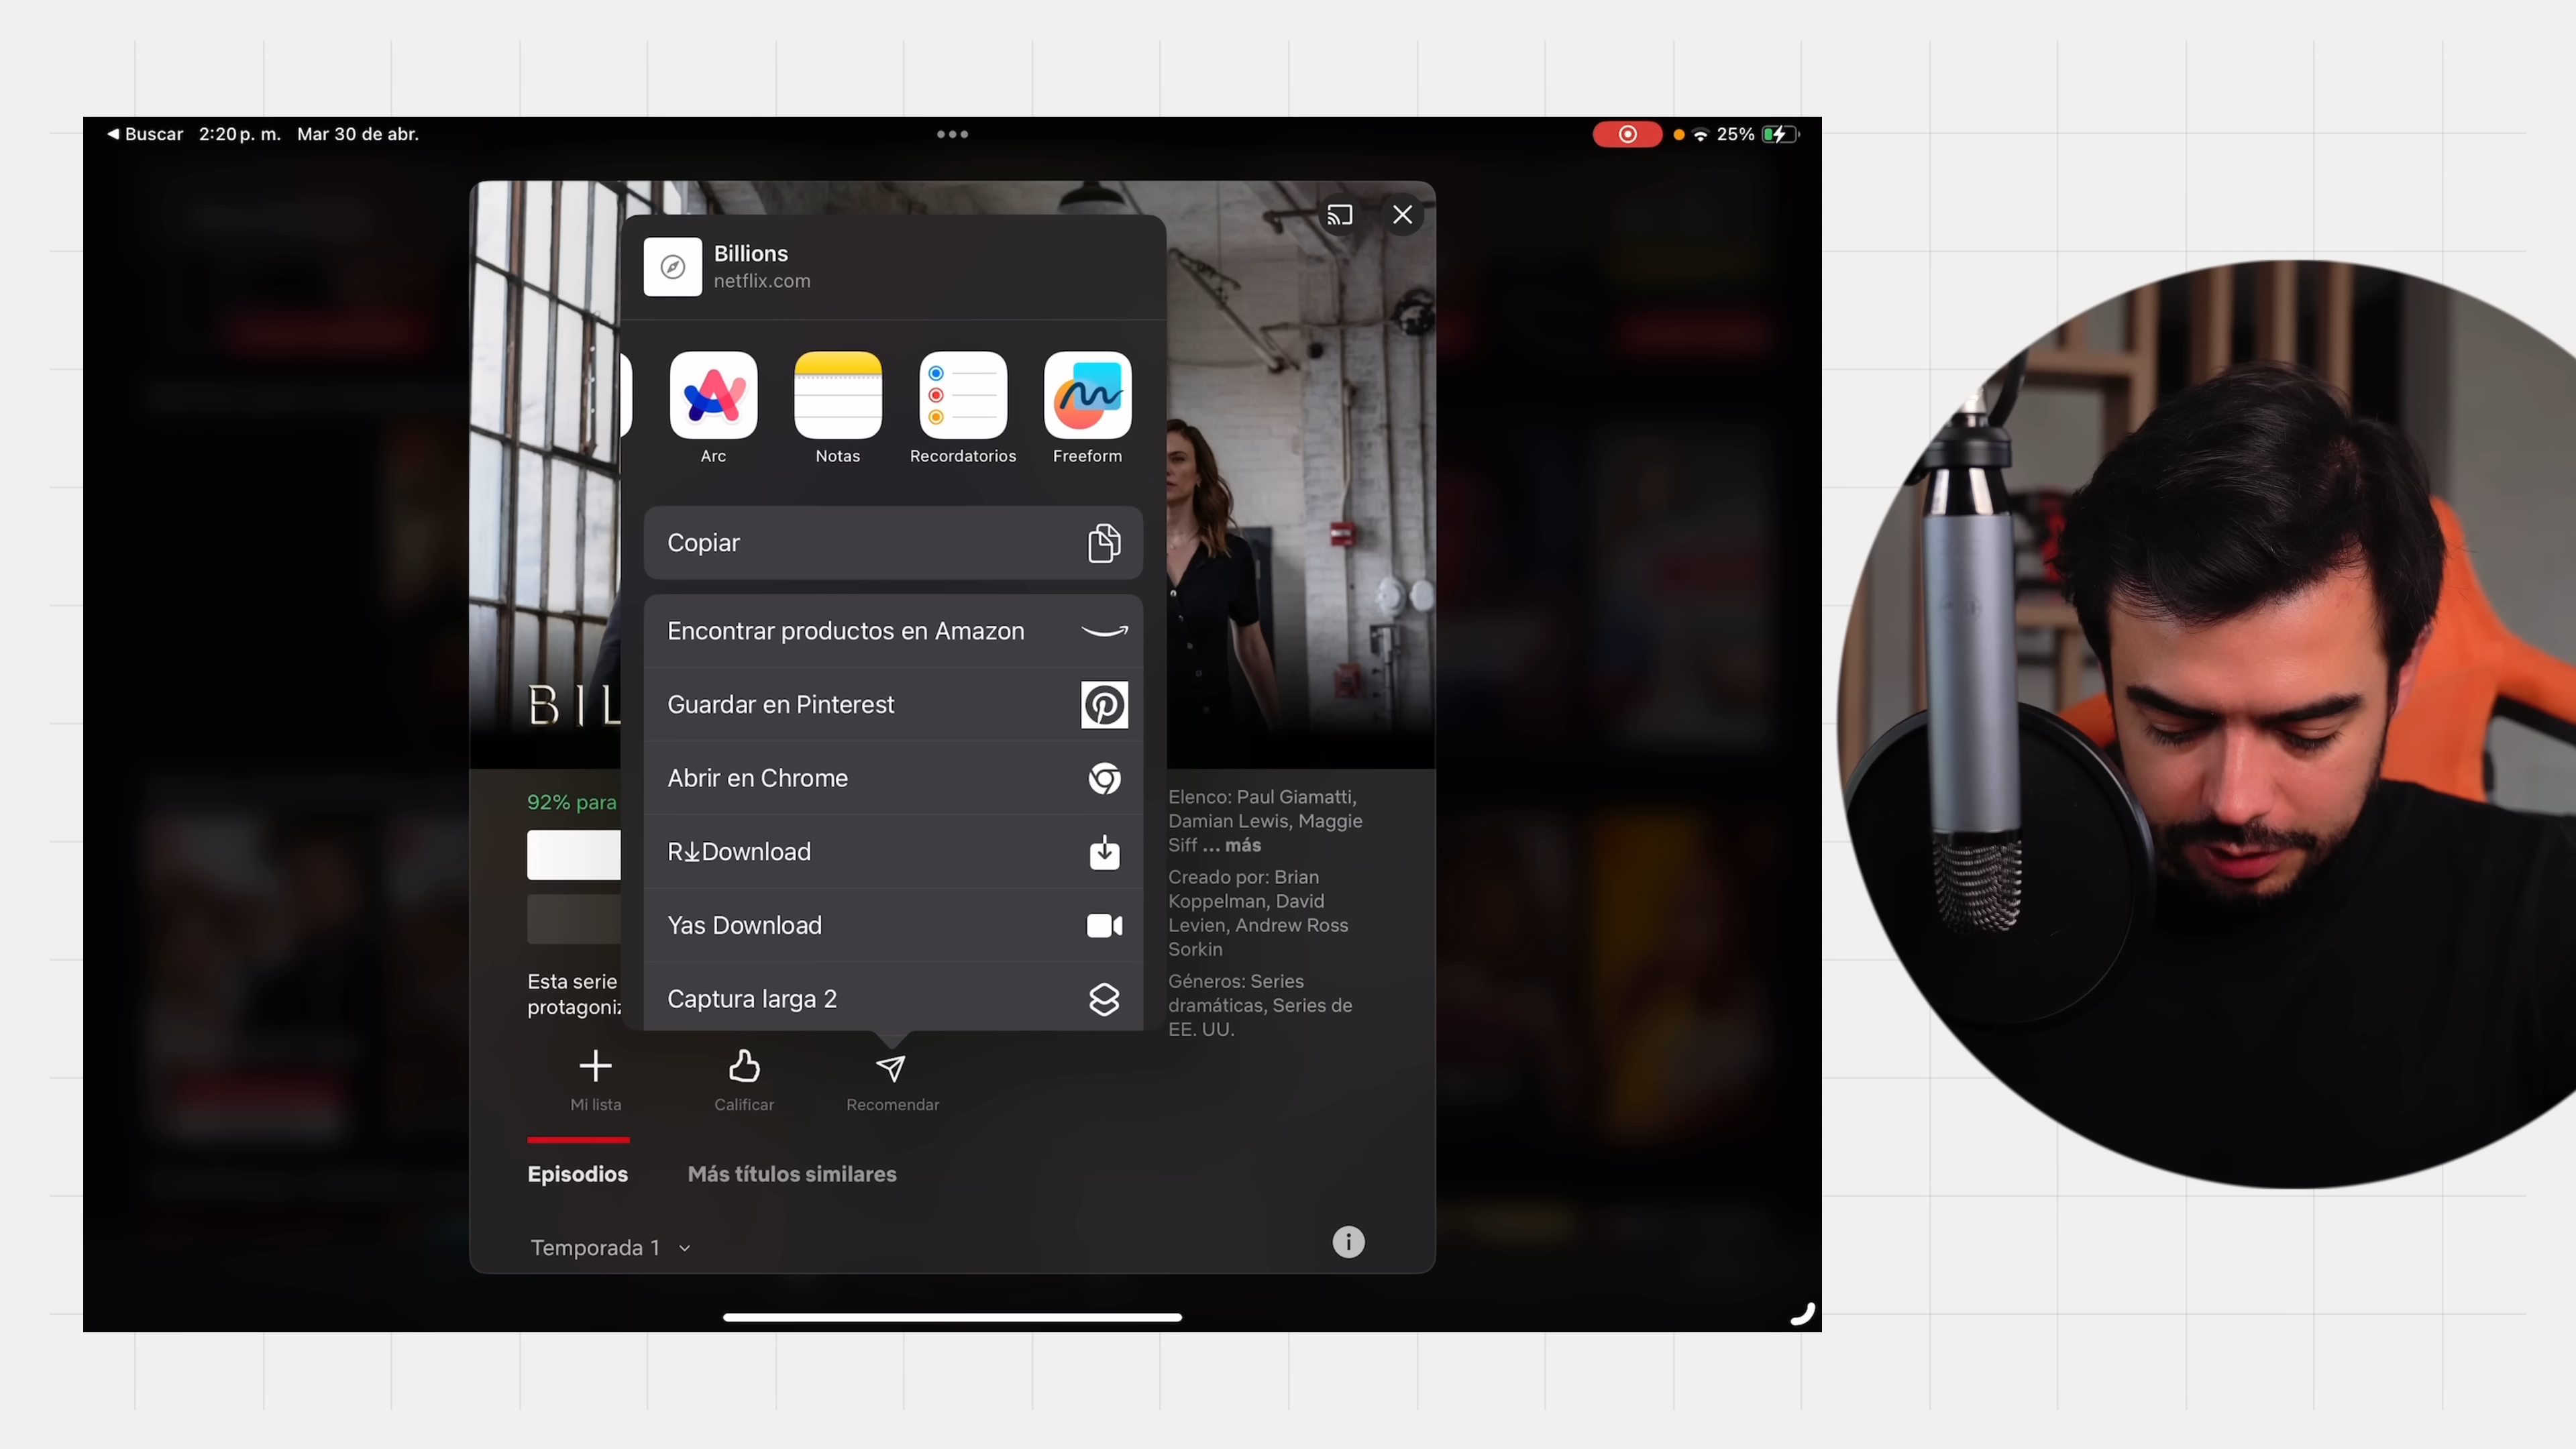 Buscar 2:20 p. m. Mar 30 de abr.
25%
Billions
netflix.com
Arc
Notas
Recordatorios
Freeform
Copiar
Encontrar productos en Amazon
Guardar en Pinterest
Abrir en Chrome
R↓Download
Yas Download
Captura larga 2
BIL
92% para
Esta serie
Elenco: Paul Giamatti,
Damian Lewis, Maggie
Siff ... más
Creado por: Brian
Koppelman, David
Levien, Andrew Ross
Sorkin
Géneros: Series
dramáticas, Series de
EE. UU.
Mi lista
Calificar
Recomendar
Episodios
Más títulos similares
Temporada 1